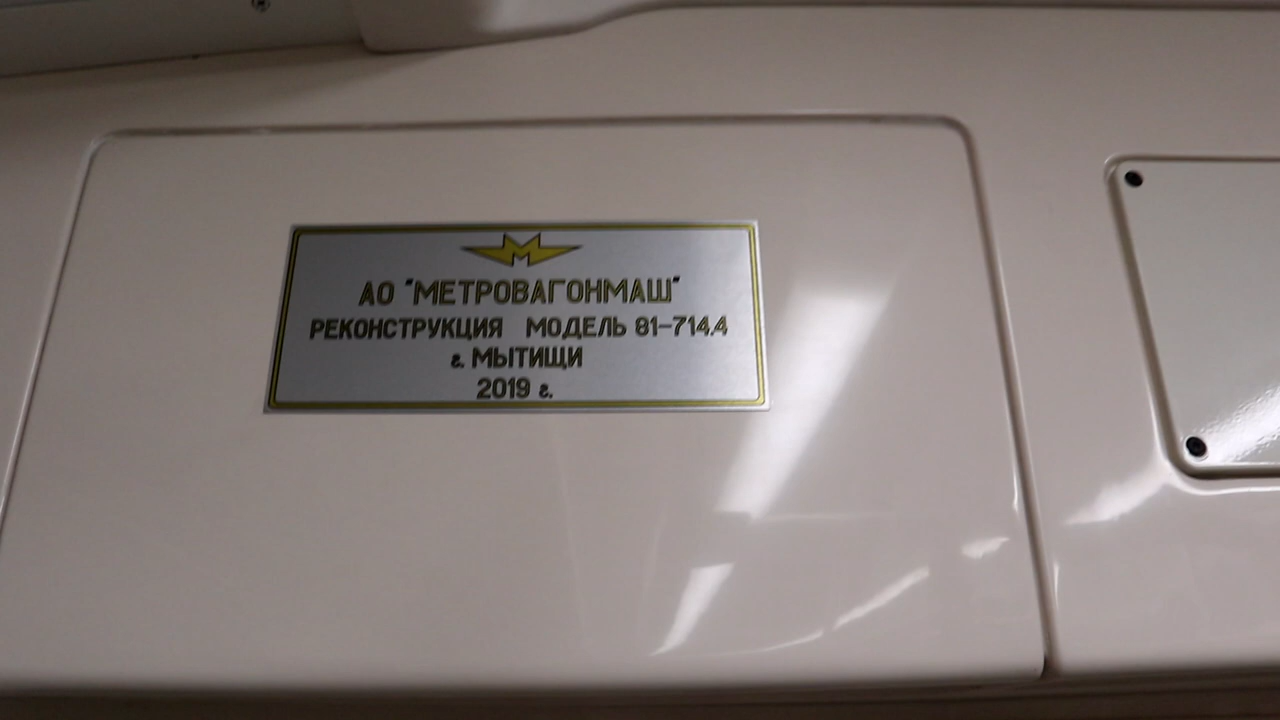 М
АО "МЕТРОВАГОНМАШ"
РЕКОНСТРУКЦИЯ МОДЕЛЬ 81-714.4
г. МЫТИЩИ
2019 г.